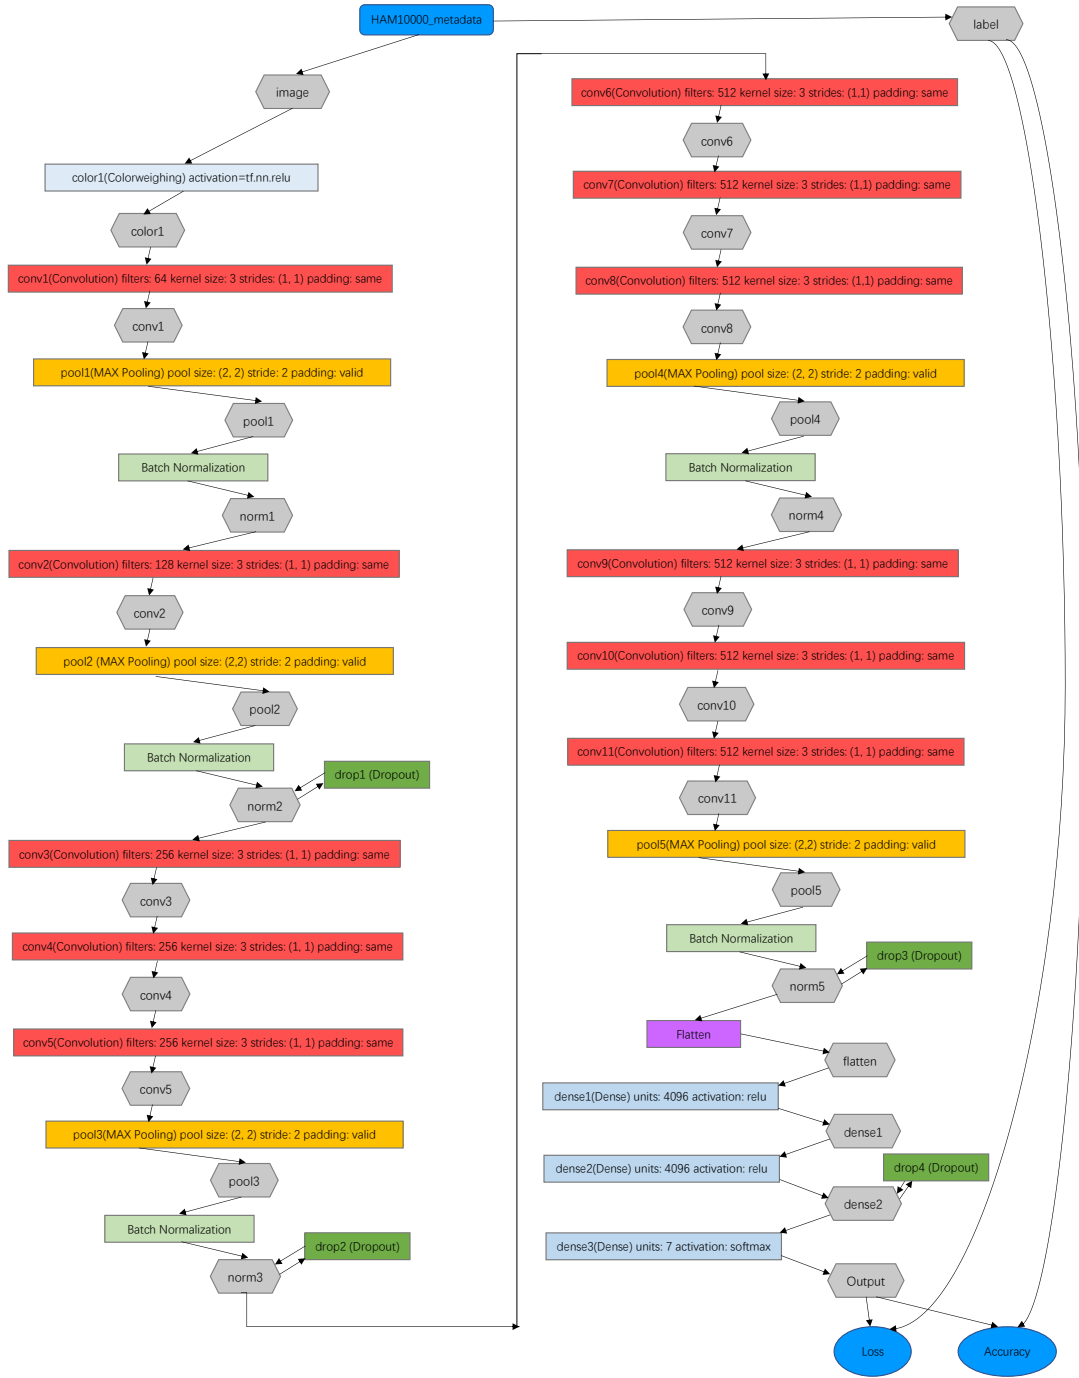 HAM10000_metadata
label
image
color1(Colorweighing) activation=tf.nn.relu
color1
conv1(Convolution) filters: 64 kernel size: 3 strides: (1, 1) padding: same
conv1
pool1(MAX Pooling) pool size: (2, 2) stride: 2 padding: valid
pool1
Batch Normalization
norm1
conv2(Convolution) filters: 128 kernel size: 3 strides: (1, 1) padding: same
conv2
pool2 (MAX Pooling) pool size: (2,2) stride: 2 padding: valid
pool2
Batch Normalization
drop1 (Dropout)
norm2
conv3(Convolution) filters: 256 kernel size: 3 strides: (1, 1) padding: same
conv3
conv4(Convolution) filters: 256 kernel size: 3 strides: (1, 1) padding: same
conv4
conv5(Convolution) filters: 256 kernel size: 3 strides: (1, 1) padding: same
conv5
pool3(MAX Pooling) pool size: (2, 2) stride: 2 padding: valid
pool3
Batch Normalization
drop2 (Dropout)
norm3
conv6(Convolution) filters: 512 kernel size: 3 strides: (1,1) padding: same
conv6
conv7(Convolution) filters: 512 kernel size: 3 strides: (1,1) padding: same
conv7
conv8(Convolution) filters: 512 kernel size: 3 strides: (1,1) padding: same
conv8
pool4(MAX Pooling) pool size: (2, 2) stride: 2 padding: valid
pool4
Batch Normalization
norm4
conv9(Convolution) filters: 512 kernel size: 3 strides: (1, 1) padding: same
conv9
conv10(Convolution) filters: 512 kernel size: 3 strides: (1, 1) padding: same
conv10
conv11(Convolution) filters: 512 kernel size: 3 strides: (1, 1) padding: same
conv11
pool5(MAX Pooling) pool size: (2,2) stride: 2 padding: valid
pool5
Batch Normalization
drop3 (Dropout)
norm5
Flatten
flatten
dense1(Dense) units: 4096 activation: relu
dense1
dense2(Dense) units: 4096 activation: relu
drop4 (Dropout)
dense2
dense3(Dense) units: 7 activation: softmax
Output
Loss
Accuracy